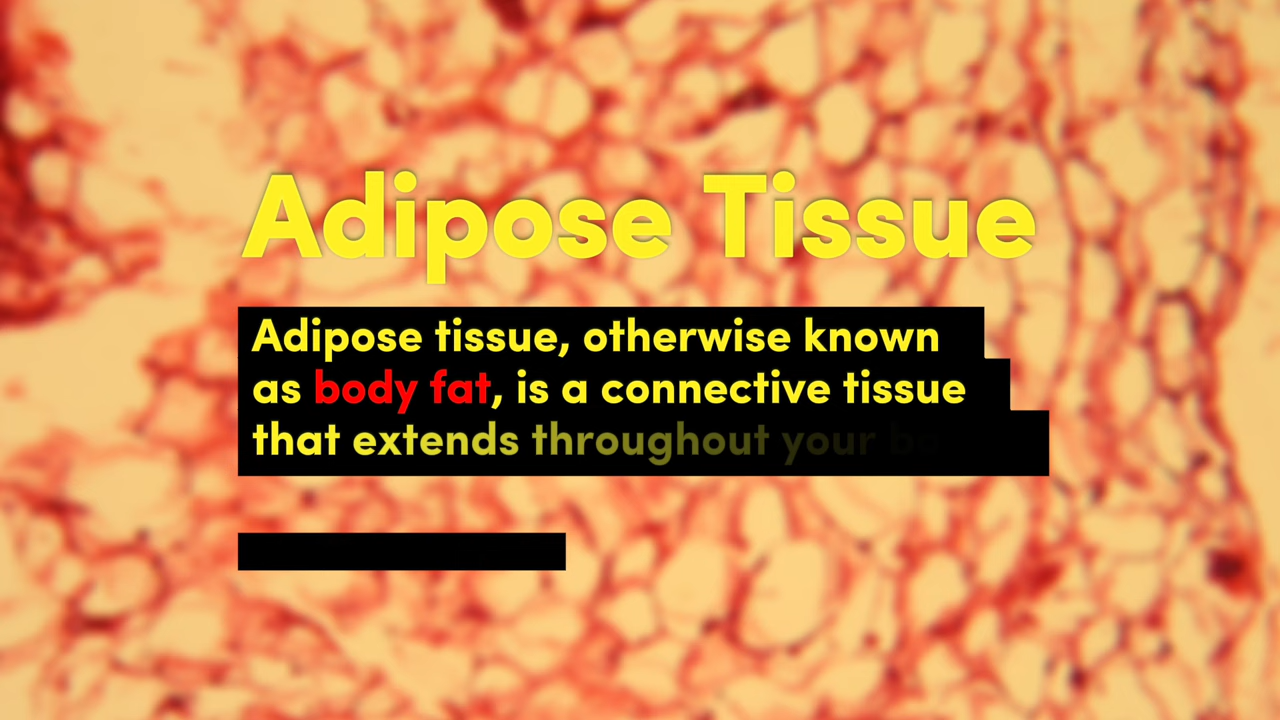 Adipose Tissue
Adipose tissue, otherwise known
as body fat, is a connective tissue
that extends throughout your